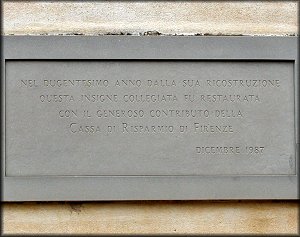 NEL DUGENTESIMO ANNO DALLA SUA RICOSTRUZIONE
QUESTA INSIGNE COLLEGIATA FU RESTAURATA
CON IL GENEROSO CONTRIBUTO DELLA
CASSA DI RISPARMIO DI FIRENZE
DICEMBRE 1987